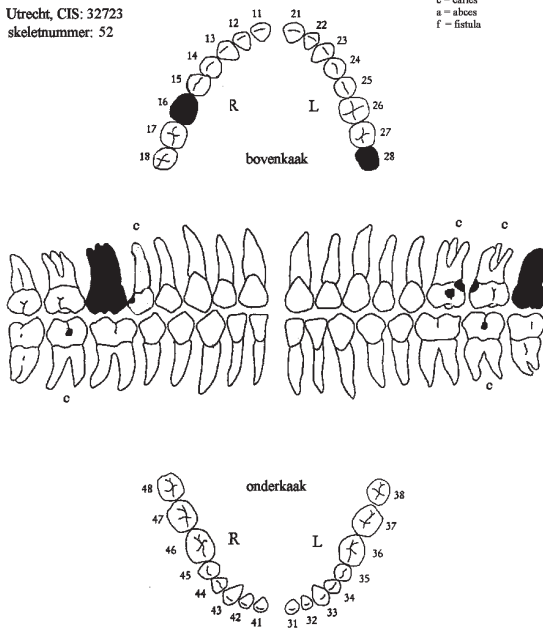 Utrecht, CIS: 32723
skeletnummer: 52
c = caries
a = abces
f = fistula
12 11 21 22
13 23
14 24
15 25
16 R L 26
17 27
18 bovenkaak 28
c c c
c c
48 onderkaak 38
47 37
46 R L 36
45 35
44 34
43 42 41 31 32 33